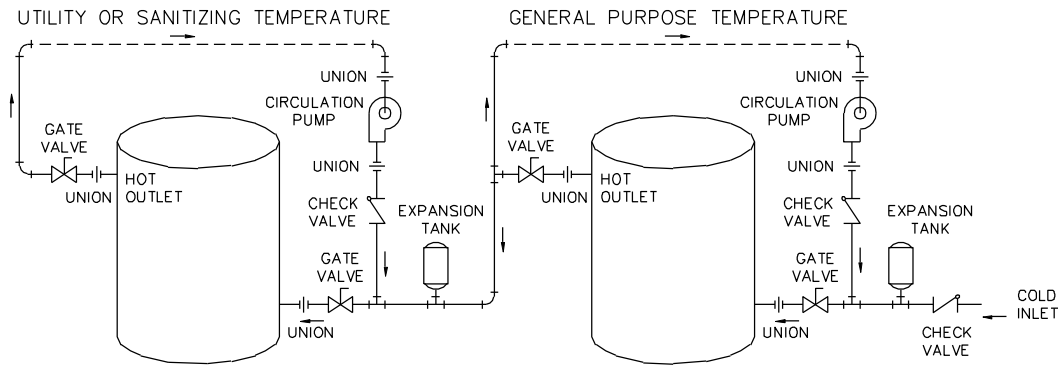 UTILITY OR SANITIZING TEMPERATURE
UNION
CIRCULATION
PUMP
GATE
VALVE
UNION
HOT
OUTLET
UNION
CHECK
VALVE
EXPANSION
TANK
GATE
VALVE
UNION
GENERAL PURPOSE TEMPERATURE
UNION
CIRCULATION
PUMP
GATE
VALVE
UNION
HOT
OUTLET
UNION
CHECK
VALVE
EXPANSION
TANK
GATE
VALVE
UNION
CHECK
VALVE
COLD
INLET